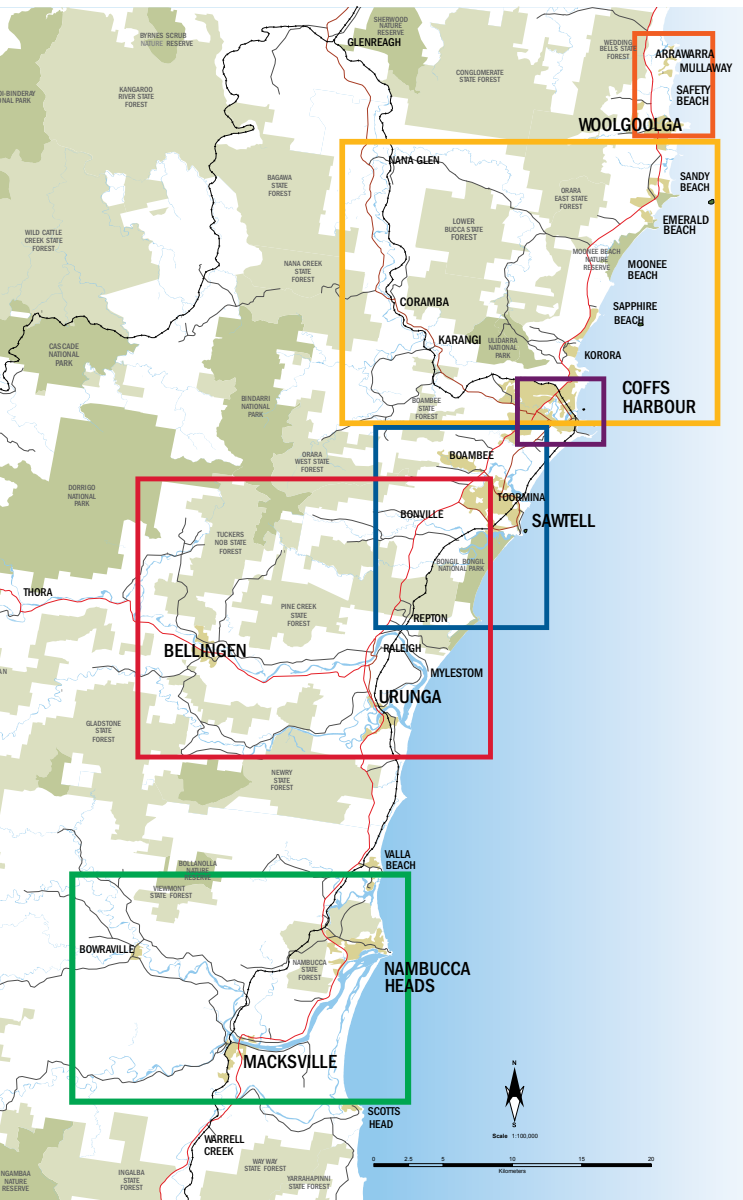 SHERWOOD
NATURE
RESERVE
BYRNES SCRUB
NATURE RESERVE
GLENREAGH
WEDDING
BELLS STATE
FOREST
ARRAWARRA
MULLAWAY
CONGLOMERATE
STATE FOREST
KANGAROO
RIVER STATE
FOREST
SAFETY
BEACH
WOOLGOOLGA
NANA GLEN
BAGAWA
STATE
FOREST
SANDY
BEACH
ORARA
EAST STATE
FOREST
EMERALD
BEACH
LOWER
BUCCA STATE
FOREST
WILD CATTLE
CREEK STATE
FOREST
MOONEE BEACH
NATURE
RESERVE
MOONEE
BEACH
NANA CREEK
STATE
FOREST
CORAMBA
SAPPHIRE
BEACH
KARANGI
ULIDARRA
NATIONAL
PARK
KORORA
CASCADE
NATIONAL
PARK
COFFS
HARBOUR
BINDARRI
NATIONAL
PARK
BOAMBEE
STATE
FOREST
ORARA
WEST STATE
FOREST
BOAMBEE
DORRIGO
NATIONAL
PARK
TOORMINA
BONVILLE
SAWTELL
TUCKERS
NOB STATE
FOREST
BONGIL BONGIL
NATIONAL PARK
THORA
PINE CREEK
STATE
FOREST
REPTON
BELLINGEN
RALEIGH
MYLESTOM
URUNGA
GLADSTONE
STATE
FOREST
NEWRY
STATE
FOREST
VALLA
BEACH
BOLLANOLLA
NATURE
RESERVE
VIEWMONT
STATE FOREST
BOWRAVILLE
NAMBUCCA
STATE
FOREST
NAMBUCCA
HEADS
MACKSVILLE
N
S
Scale 1:100,000
SCOTTS
HEAD
WARRELL
CREEK
0 2.5 5 10 15 20
Kilometers
WAY WAY
STATE FOREST
INGALBA
STATE
FOREST
YARRAHAPINNI
STATE FOREST
NGAMBAA
NATURE
RESERVE